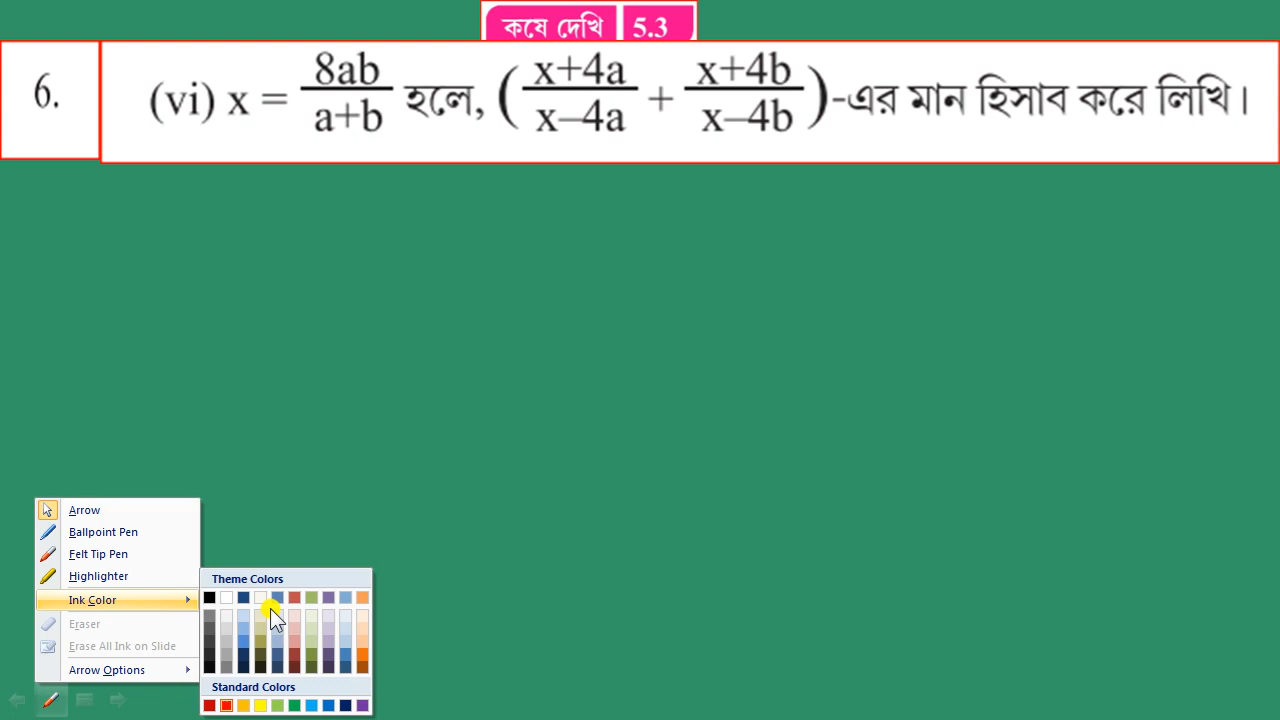 কষে দেখি 5.3
6. (vi) x = 8ab/a+b হলে, (x+4a/x–4a + x+4b/x–4b)-এর মান হিসাব করে লিখি।
Arrow
Ballpoint Pen
Felt Tip Pen
Highlighter
Ink Color
Eraser
Erase All Ink on Slide
Arrow Options
Theme Colors
Standard Colors